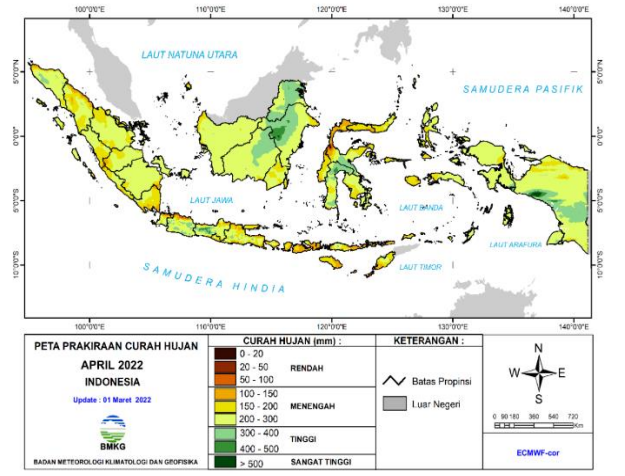 100°0'0"E 110°0'0"E 120°0'0"E 130°0'0"E 140°0'0"E
LAUT NATUNA UTARA
5°0'0"N 5°0'0"N
SAMUDERA PASIFIK
0°0'0" 0°0'0"
LAUT JAWA
LAUT BANDA
5°0'0"S 5°0'0"S
LAUT ARAFURA
SAMUDERA HINDIA
LAUT TIMOR
10°0'0"S 10°0'0"S
100°0'0"E 110°0'0"E 120°0'0"E 130°0'0"E 140°0'0"E
PETA PRAKIRAAN CURAH HUJAN
APRIL 2022
INDONESIA
Update : 01 Maret 2022
BMKG
BADAN METEOROLOGI KLIMATOLOGI DAN GEOFISIKA
CURAH HUJAN (mm) :
0 - 20
20 - 50 RENDAH
50 - 100
100 - 150
150 - 200 MENENGAH
200 - 300
300 - 400 TINGGI
400 - 500
> 500 SANGAT TINGGI
KETERANGAN :
Batas Propinsi
Luar Negeri
N
W E
S
0 90 180 360 540 720
Km
ECMWF-cor